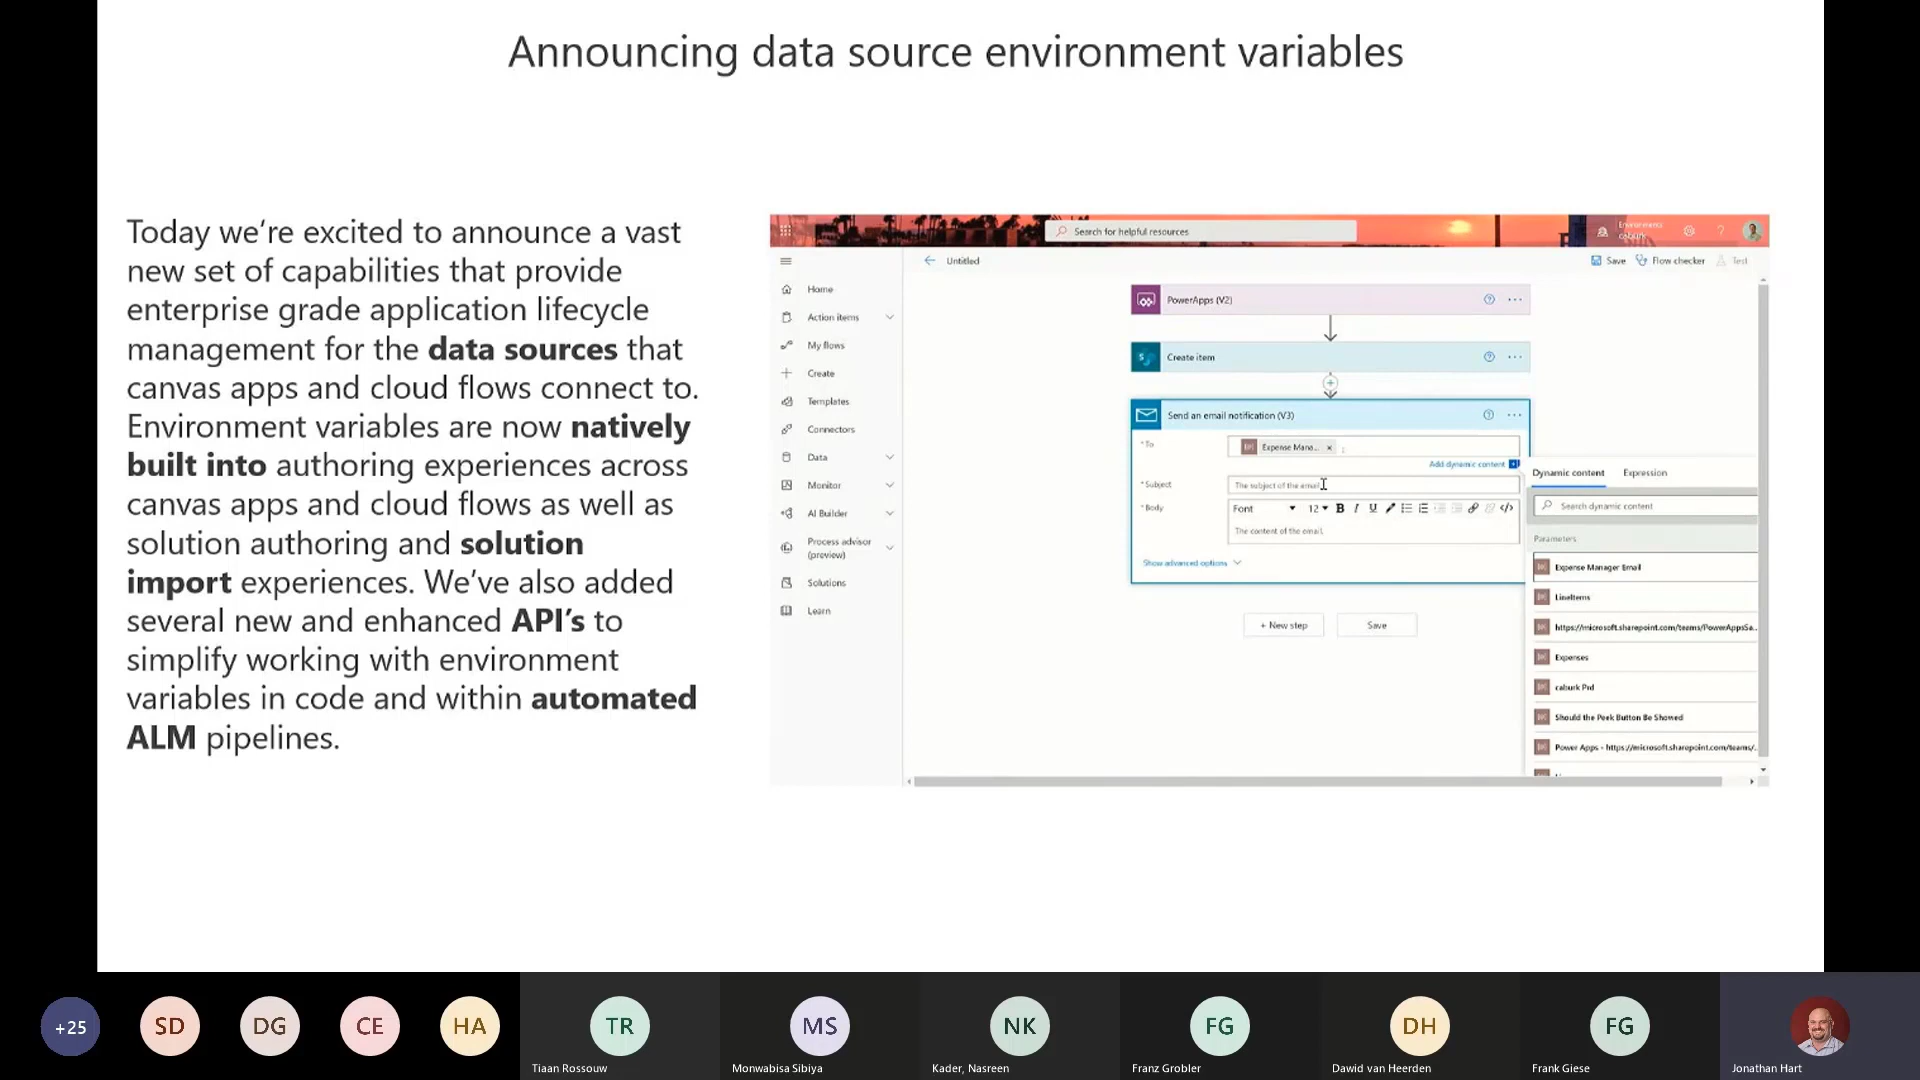 Announcing data source environment variables
Today we're excited to announce a vast
new set of capabilities that provide
enterprise grade application lifecycle
management for the data sources that
canvas apps and cloud flows connect to.
Environment variables are now natively
built into authoring experiences across
canvas apps and cloud flows as well as
solution authoring and solution
import experiences. We've also added
several new and enhanced API's to
simplify working with environment
variables in code and within automated
ALM pipelines.
Search for helpful resources
Environments
Untitled
Save
Flow checker
Test
Home
Action items
My flows
Create
Templates
Connectors
Data
Monitor
AI Builder
Process advisor
(preview)
Solutions
Learn
PowerApps (V2)
Create item
Send an email notification (V3)
* To
Expense Mana... × ;
Add dynamic content
* Subject
The subject of the email.
* Body
Font
12
B I U
The content of the email.
Show advanced options
+ New step
Save
Dynamic content
Expression
Search dynamic content
Parameters
Expense Manager Email
LineItems
https://microsoft.sharepoint.com/teams/PowerAppsSa...
Expenses
caburk Prd
Should the Peek Button Be Showed
Power Apps - https://microsoft.sharepoint.com/teams/...
+25
SD
DG
CE
HA
TR
Tiaan Rossouw
MS
Monwabisa Sibiya
NK
Kader, Nasreen
FG
Franz Grobler
DH
Dawid van Heerden
FG
Frank Giese
Jonathan Hart